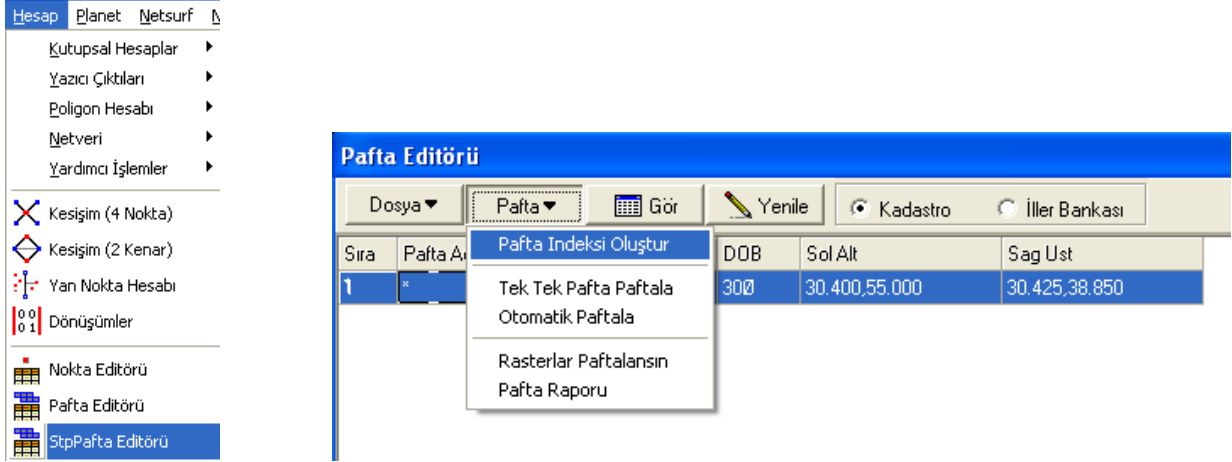 Hesap Planet Netsurf
Kutupsal Hesaplar
Yazıcı Çıktıları
Poligon Hesabı
Netveri
Yardımcı İşlemler
Kesişim (4 Nokta)
Kesişim (2 Kenar)
Yan Nokta Hesabı
Dönüşümler
Nokta Editörü
Pafta Editörü
StpPafta Editörü
Pafta Editörü
Dosya Pafta Gör Yenile Kadastro İller Bankası
Sıra Pafta DOB Sol Alt Sag Ust
1 * 300 30.400,55.000 30.425,38.850
Pafta Indeksi Oluştur
Tek Tek Pafta Paftala
Otomatik Paftala
Rasterlar Paftalansın
Pafta Raporu